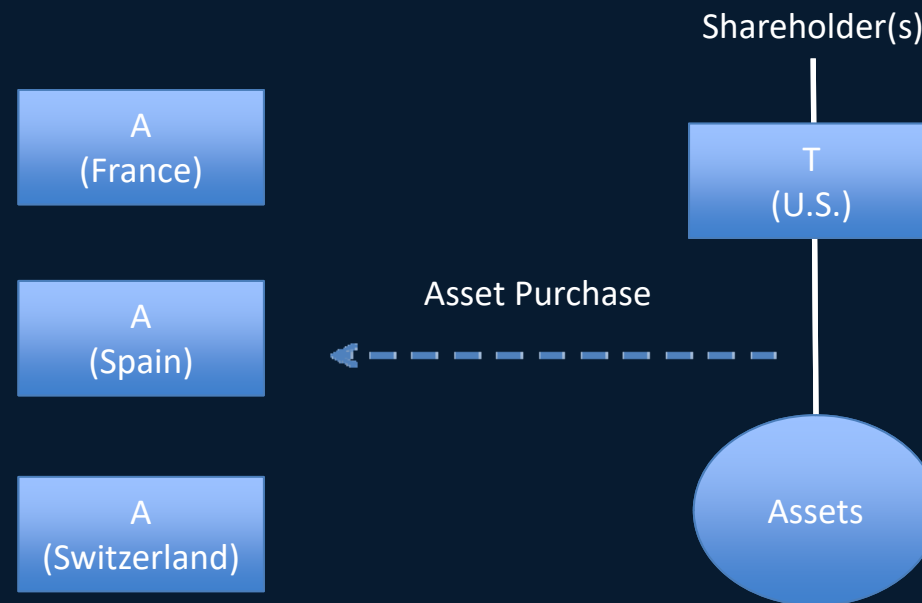 Shareholder(s)
A
(France)
T
(U.S.)
Asset Purchase
A
(Spain)
A
(Switzerland)
Assets